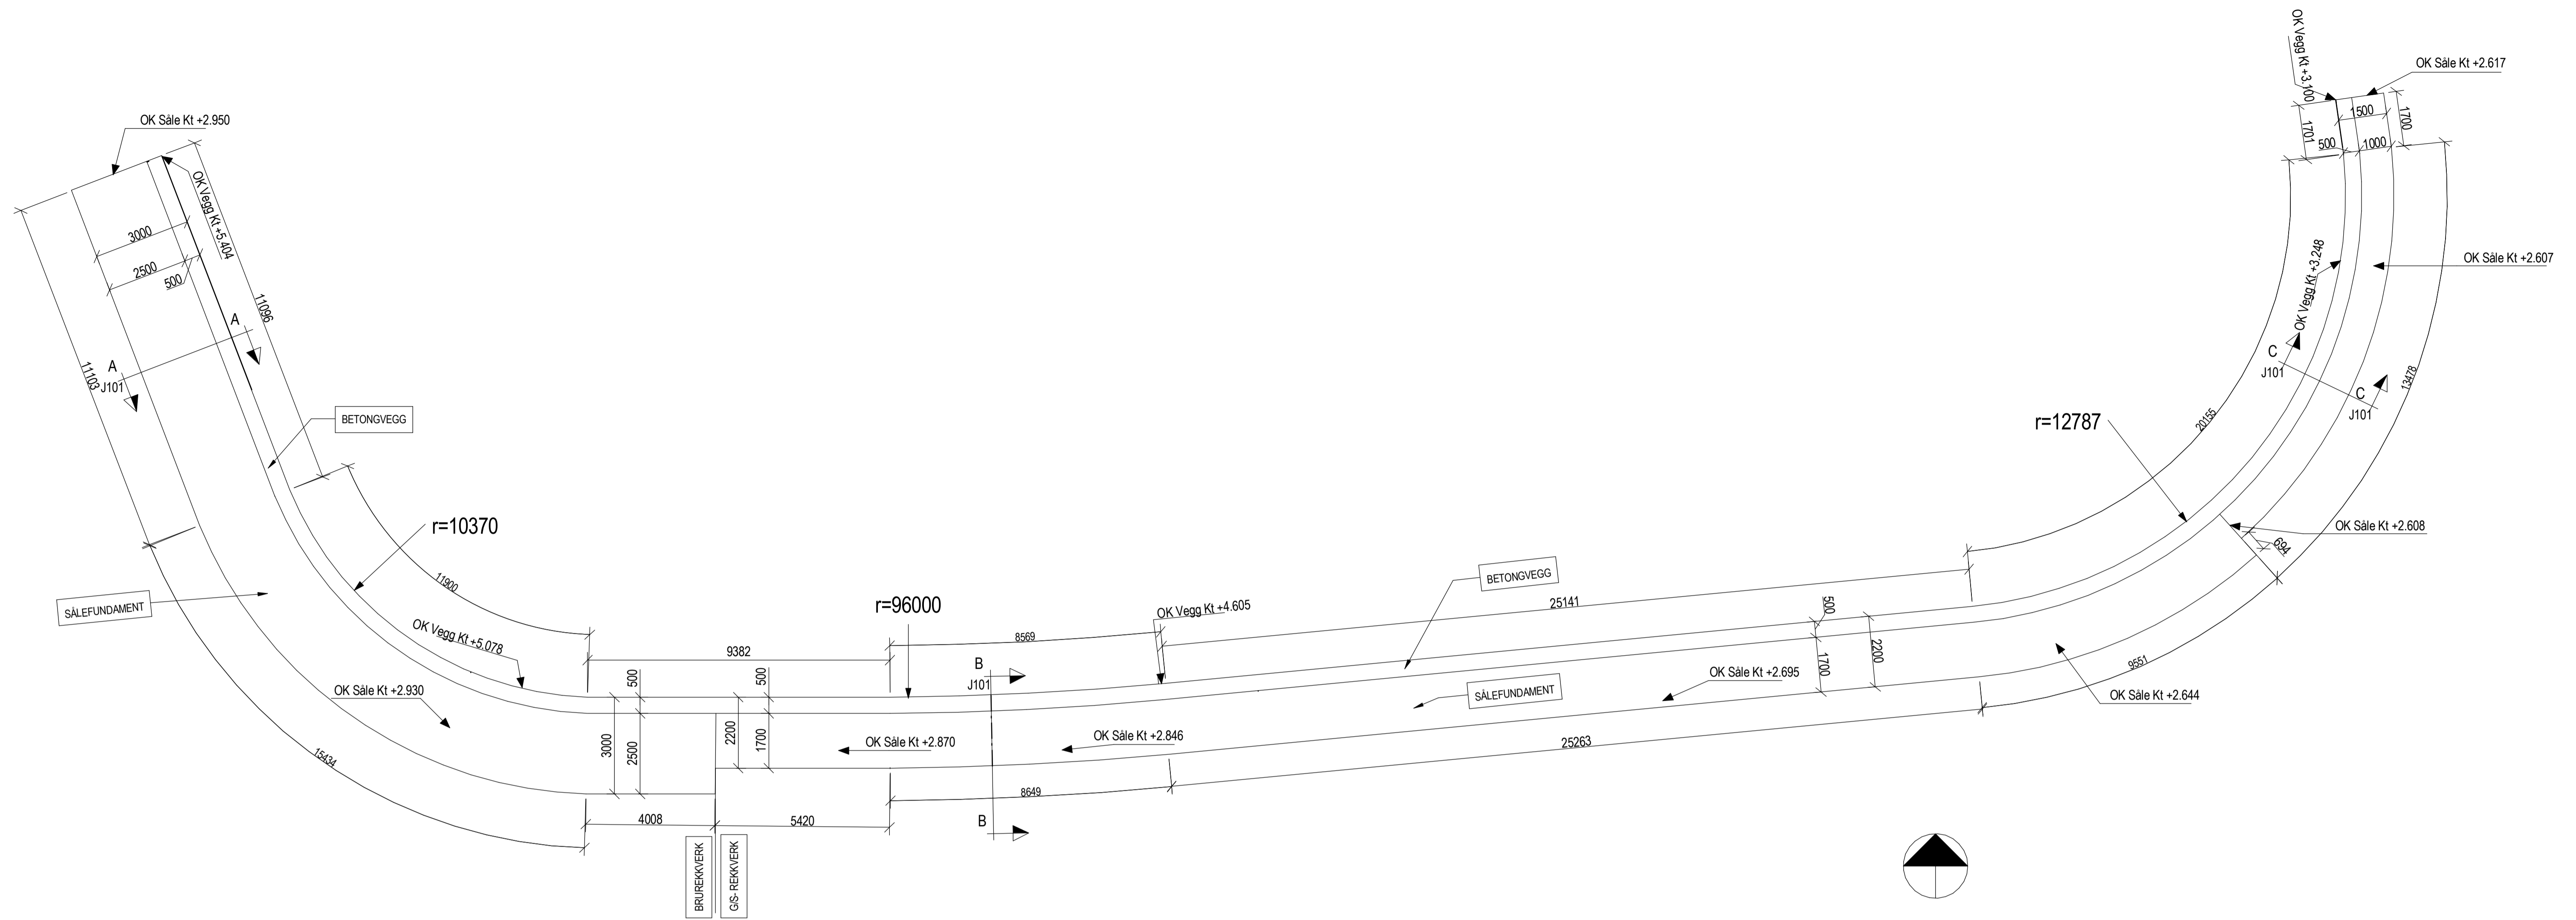 OK Såle Kt +2.950
OK Vegg Kt +5.404
3000
2500
500
11096
11103
A
A
J101
BETONGVEGG
r=10370
11900
SÅLEFUNDAMENT
OK Vegg Kt +5.078
OK Såle Kt +2.930
15434
9382
500
500
3000
2500
2200
1700
4008
5420
BRUREKKVERK
G/S- REKKVERK
r=96000
8569
OK Vegg Kt +4.605
B
J101
B
OK Såle Kt +2.870
OK Såle Kt +2.846
8649
25141
BETONGVEGG
SÅLEFUNDAMENT
OK Såle Kt +2.695
25263
500
1700
2200
OK Såle Kt +2.644
9551
r=12787
20155
OK Vegg Kt +3.248
C
J101
C
J101
13478
OK Såle Kt +2.608
694
OK Såle Kt +2.607
OK Vegg Kt +3.100
OK Såle Kt +2.617
1500
1700
1701
500
1000